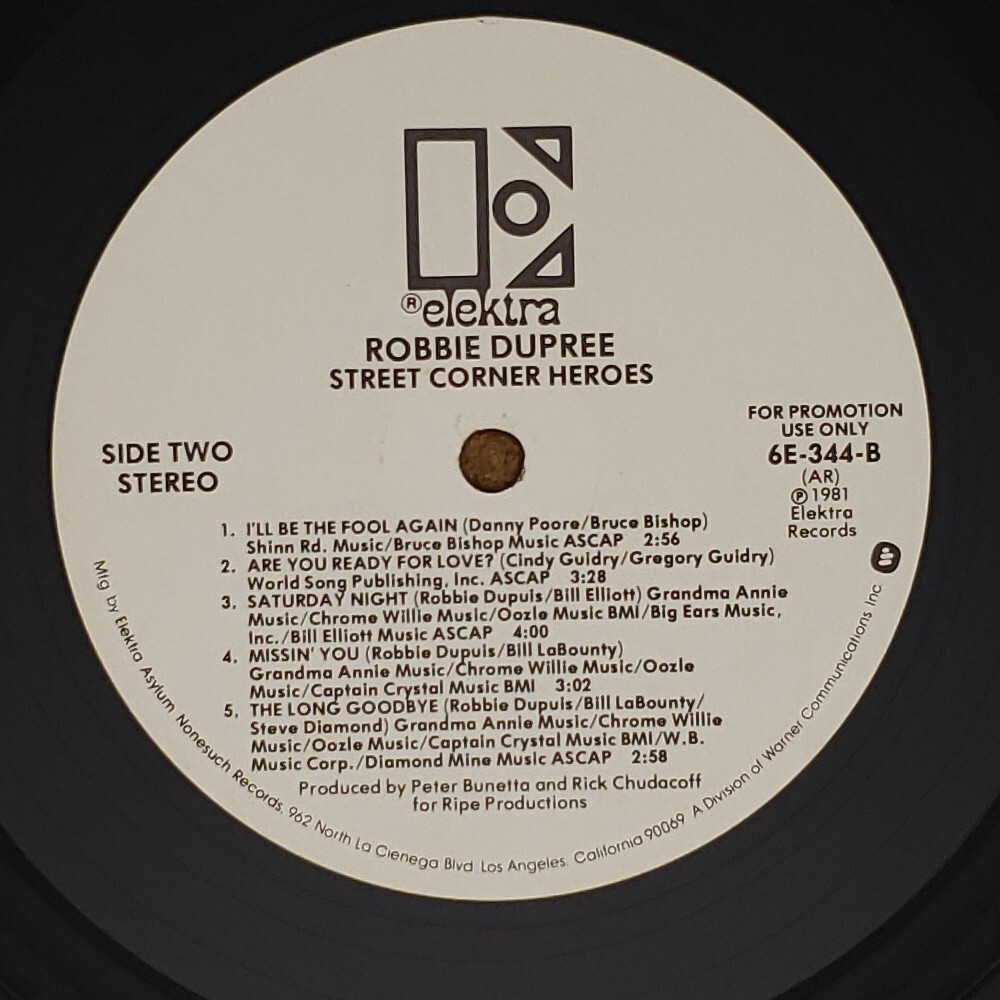 ® elektra
ROBBIE DUPREE
STREET CORNER HEROES
SIDE TWO
STEREO
FOR PROMOTION
USE ONLY
6E-344-B
(AR)
℗ 1981
Elektra
Records
1. I'LL BE THE FOOL AGAIN (Danny Poore/Bruce Bishop)
Shinn Rd. Music/Bruce Bishop Music ASCAP 2:56
2. ARE YOU READY FOR LOVE? (Cindy Guidry/Gregory Guidry)
World Song Publishing, Inc. ASCAP 3:28
3. SATURDAY NIGHT (Robbie Dupuis/Bill Elliott) Grandma Annie
Music/Chrome Willie Music/Oozle Music BMI/Big Ears Music,
Inc./Bill Elliott Music ASCAP 4:00
4. MISSIN' YOU (Robbie Dupuis/Bill LaBounty)
Grandma Annie Music/Chrome Willie Music/Oozle
Music/Captain Crystal Music BMI 3:02
5. THE LONG GOODBYE (Robbie Dupuis/Bill LaBounty/
Steve Diamond) Grandma Annie Music/Chrome Willie
Music/Oozle Music/Captain Crystal Music BMI/W.B.
Music Corp./Diamond Mine Music ASCAP 2:58
Produced by Peter Bunetta and Rick Chudacoff
for Ripe Productions
Mfg by Elektra Asylum Nonesuch Records, 962 North La Cienega Blvd Los Angeles. California 90069 A Division of Warner Communications Inc